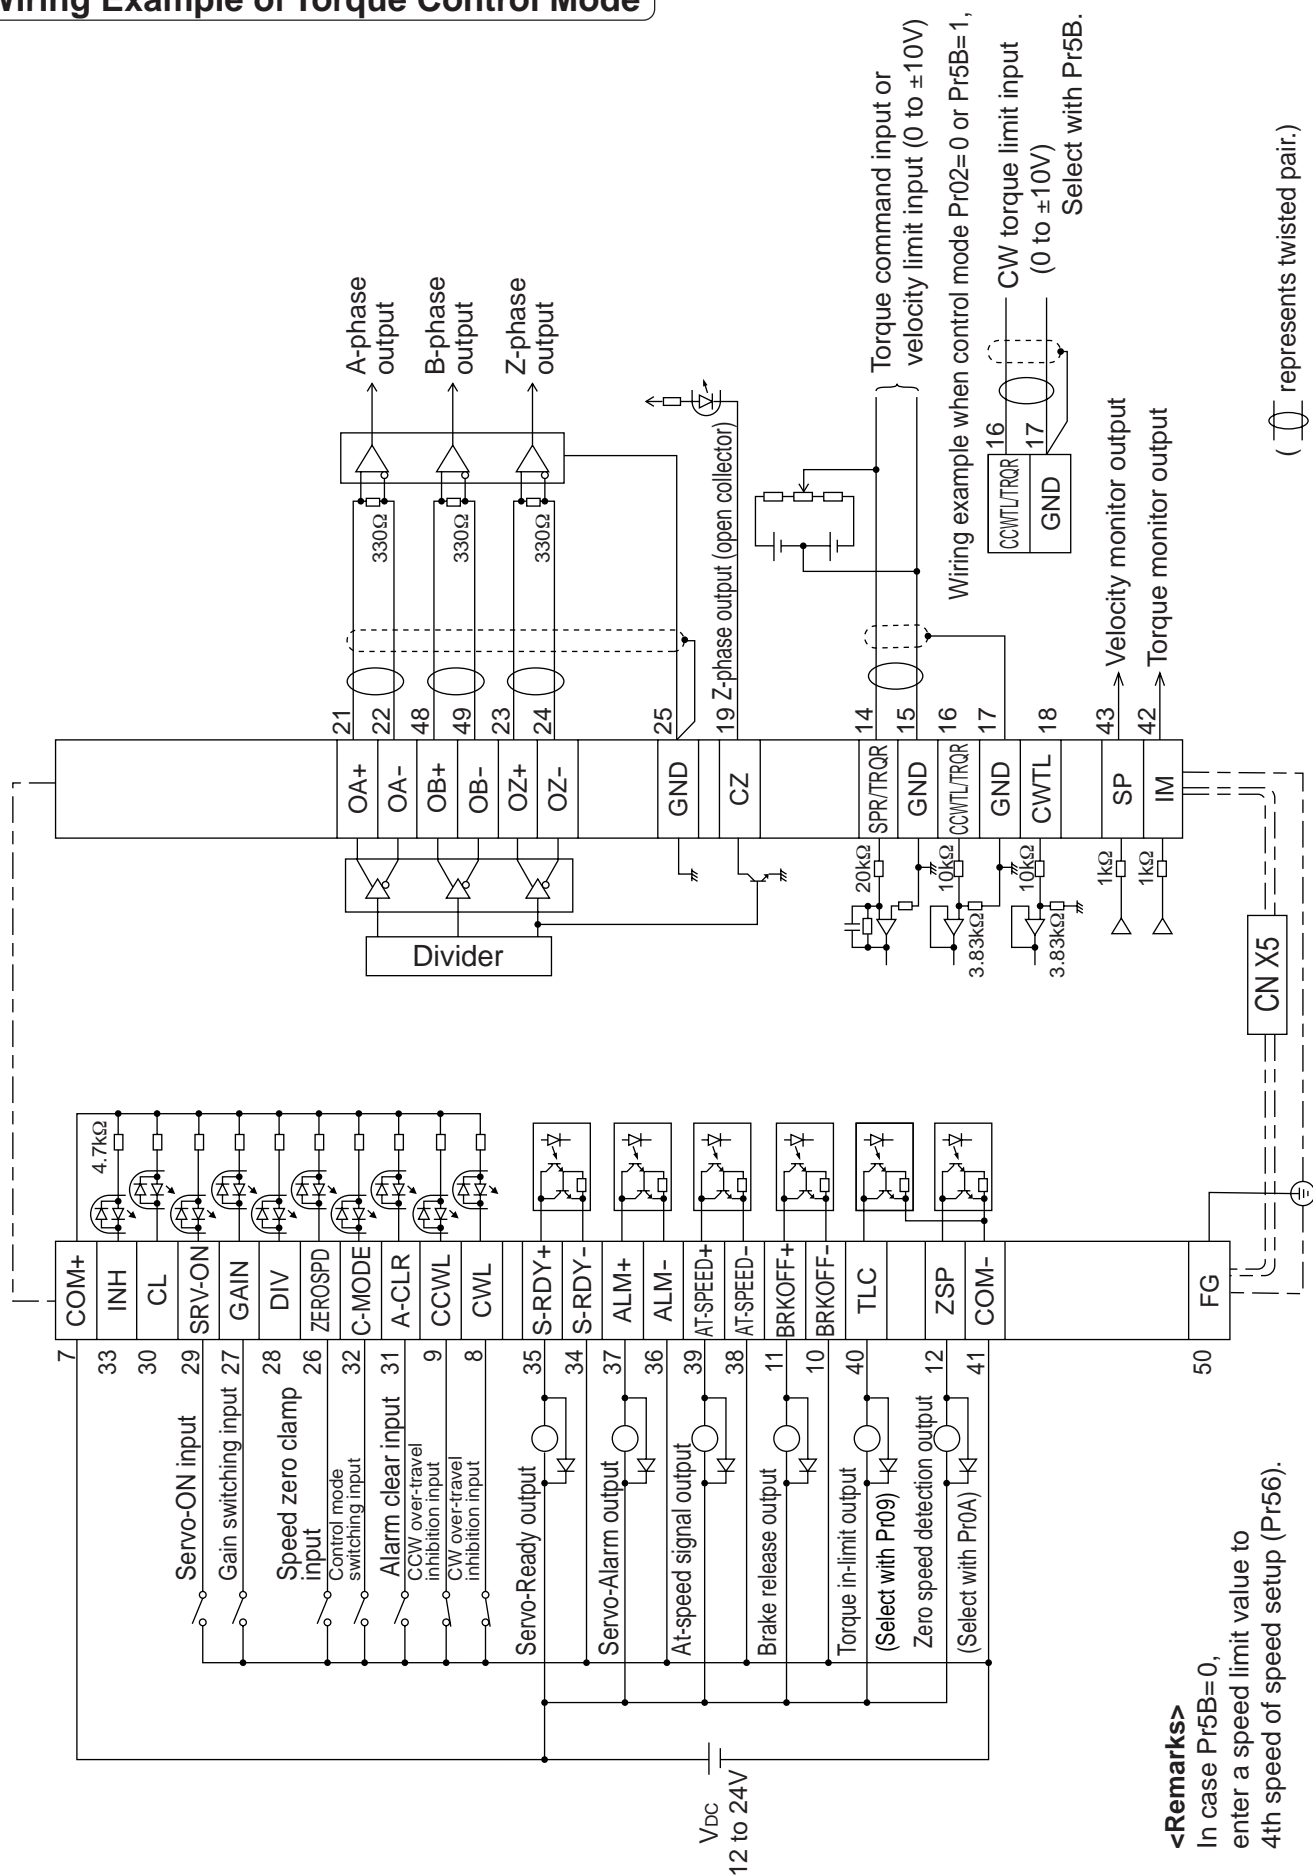 Wiring Example of Torque Control Mode
A-phase
output
B-phase
output
Z-phase
output
330Ω
330Ω
330Ω
21
22
48
49
23
24
25
19
Z-phase output (open collector)
OA+
OA−
OB+
OB-
OZ+
OZ-
GND
CZ
Divider
Torque command input or
velocity limit input (0 to ±10V)
Wiring example when control mode Pr02=0 or Pr5B=1,
CCWTL/TRQR
16
GND
17
CW torque limit input
(0 to ±10V)
Select with Pr5B.
14
15
16
17
18
43
42
SPR/TRQR
GND
CCWTL/TRQR
GND
CWTL
SP
IM
Velocity monitor output
Torque monitor output
20kΩ
10kΩ
3.83kΩ
10kΩ
3.83kΩ
1kΩ
1kΩ
( represents twisted pair.)
CN X5
4.7kΩ
COM+
INH
CL
SRV-ON
GAIN
DIV
ZEROSPD
C-MODE
A-CLR
CCWL
CWL
S-RDY+
S-RDY−
ALM+
ALM−
AT-SPEED+
AT-SPEED−
BRKOFF+
BRKOFF−
TLC
ZSP
COM−
FG
7
33
30
29
27
28
26
32
31
9
8
35
34
37
36
39
38
11
10
40
12
41
50
Servo-ON input
Gain switching input
Speed zero clamp
input
Control mode
switching input
Alarm clear input
CCW over-travel
inhibition input
CW over-travel
inhibition input
Servo-Ready output
Servo-Alarm output
At-speed signal output
Brake release output
Torque in-limit output
(Select with Pr09)
Zero speed detection output
(Select with Pr0A)
VDC
12 to 24V
<Remarks>
In case Pr5B=0,
enter a speed limit value to
4th speed of speed setup (Pr56).